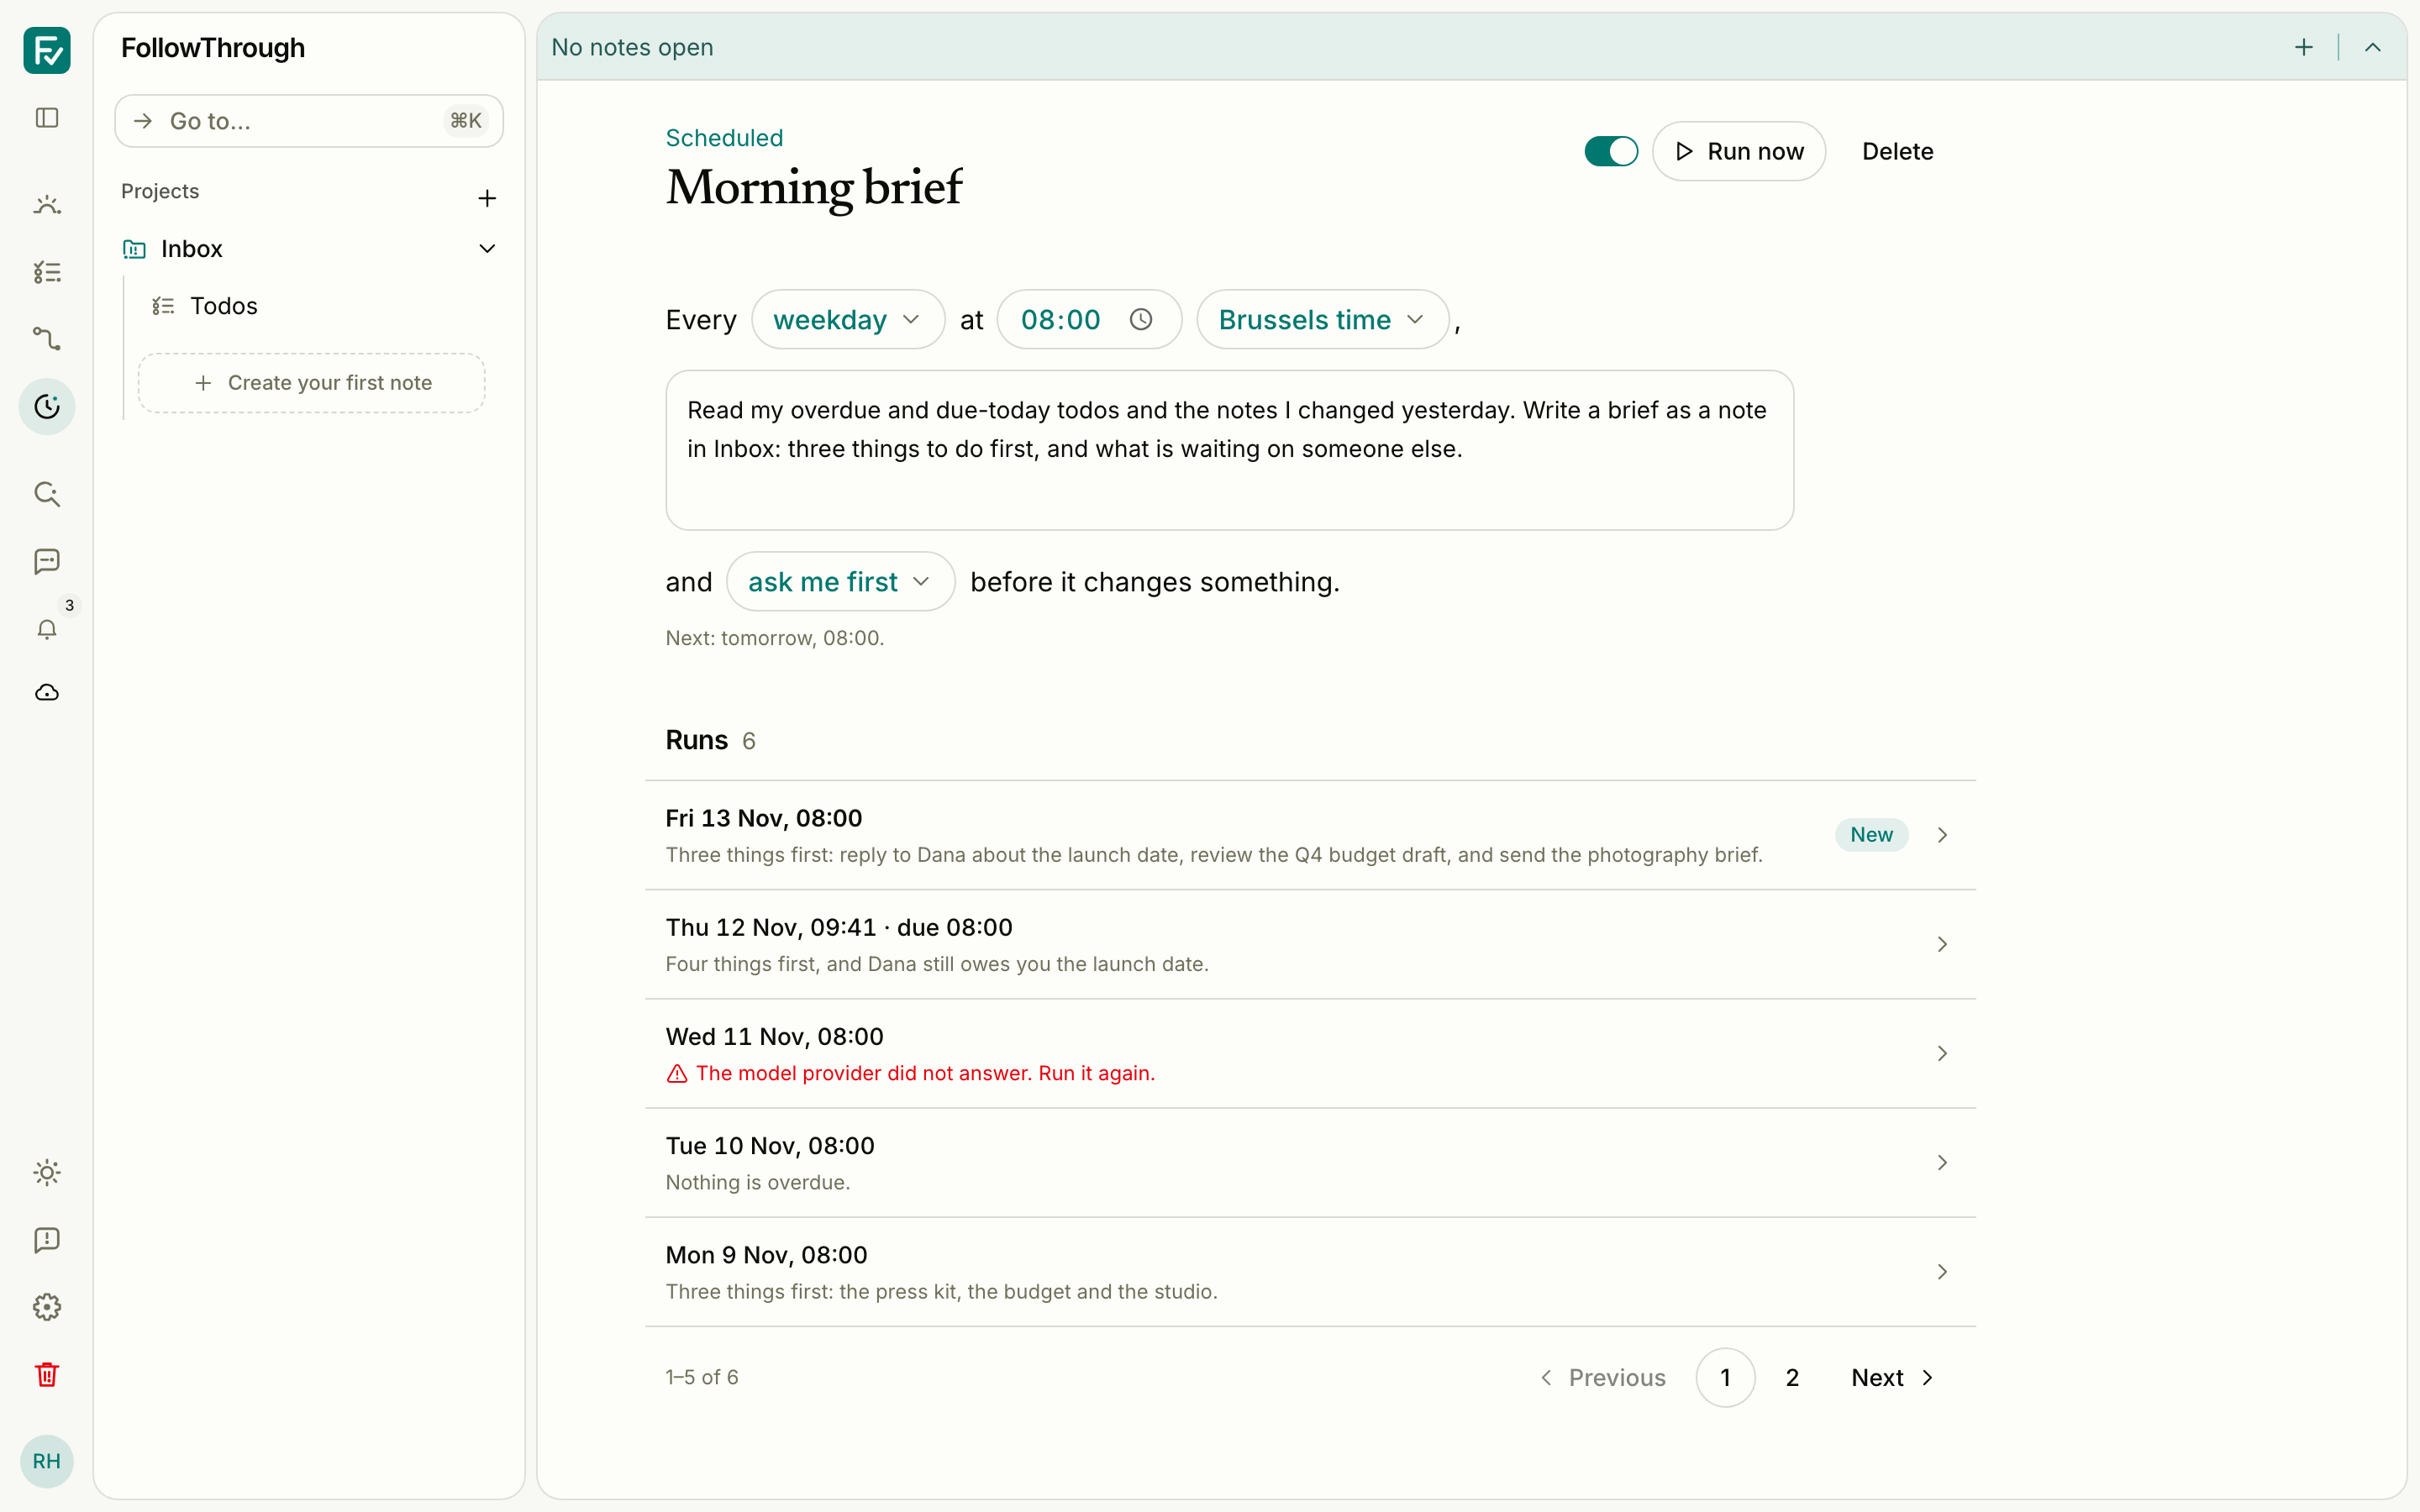 FollowThrough
Go to...
⌘K
Projects
Inbox
Todos
Create your first note
3
RH
No notes open
Scheduled
Morning brief
Run now
Delete
Every weekday at 08:00 Brussels time,
Read my overdue and due-today todos and the notes I changed yesterday. Write a brief as a note
in Inbox: three things to do first, and what is waiting on someone else.
and ask me first before it changes something.
Next: tomorrow, 08:00.
Runs 6
Fri 13 Nov, 08:00
Three things first: reply to Dana about the launch date, review the Q4 budget draft, and send the photography brief.
New
Thu 12 Nov, 09:41 · due 08:00
Four things first, and Dana still owes you the launch date.
Wed 11 Nov, 08:00
The model provider did not answer. Run it again.
Tue 10 Nov, 08:00
Nothing is overdue.
Mon 9 Nov, 08:00
Three things first: the press kit, the budget and the studio.
1–5 of 6
Previous 1 2 Next